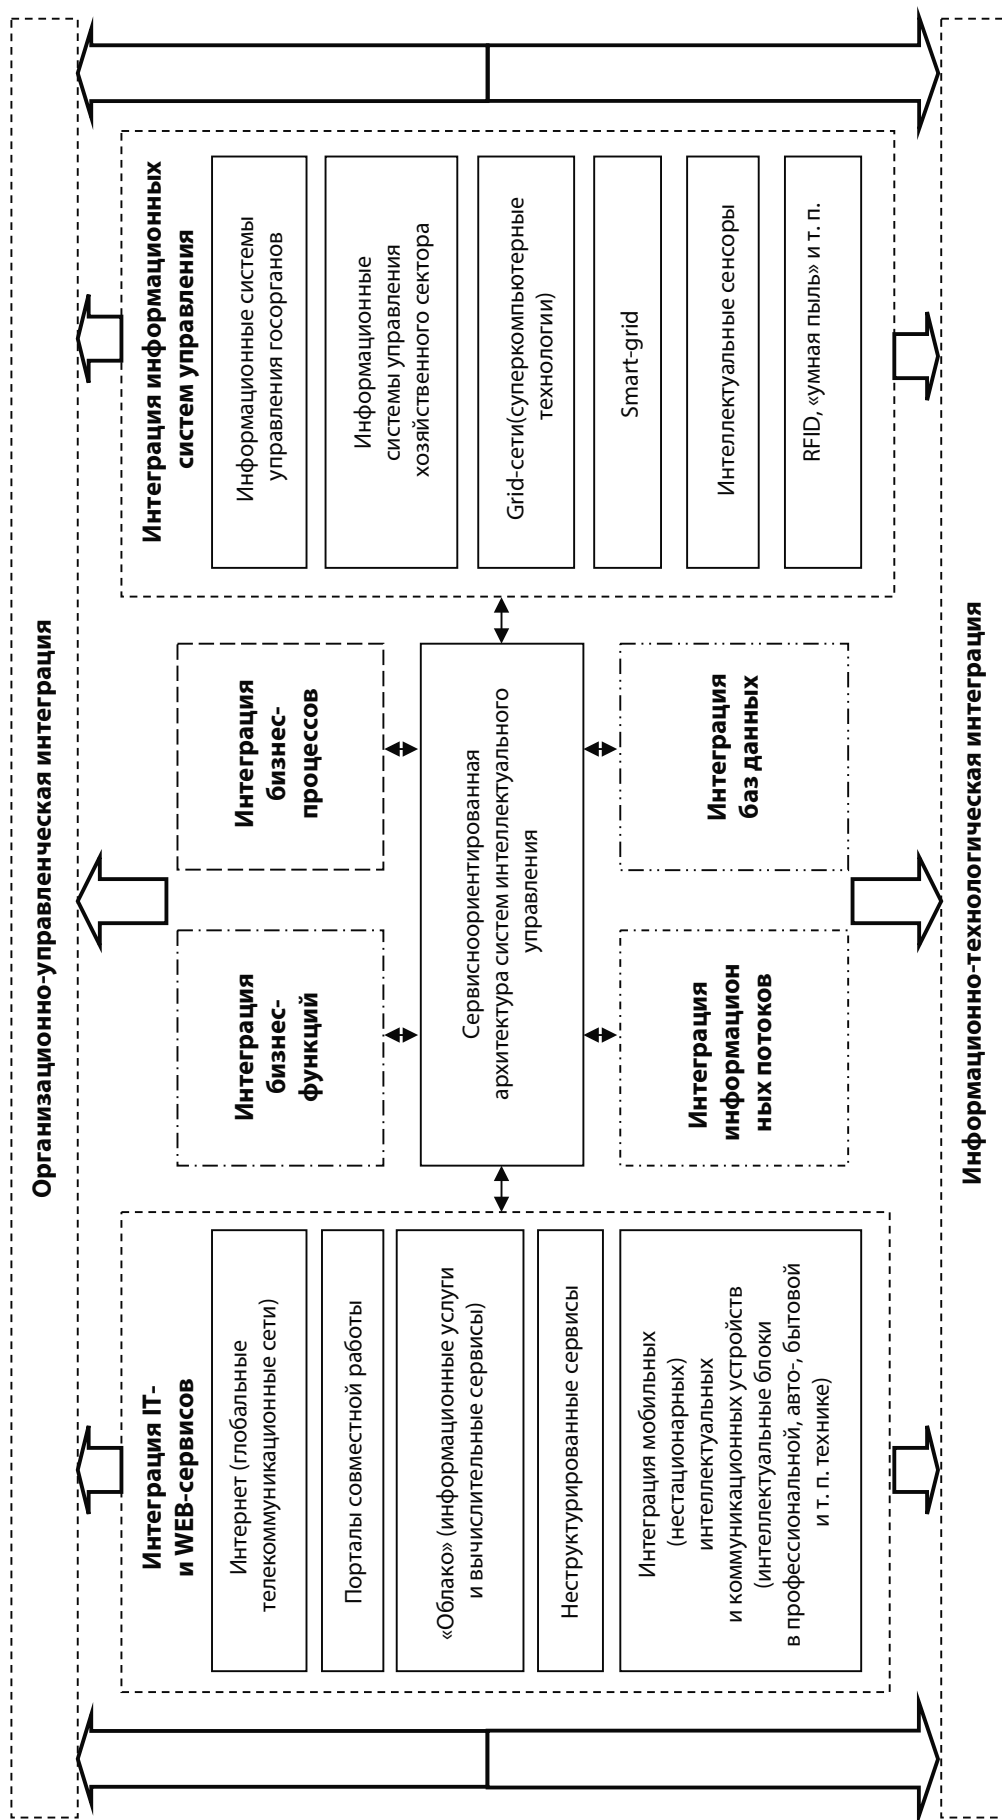 Организационно-управленческая интеграция
Интеграция IT-
и WEB-сервисов
Интернет (глобальные
телекоммуникационные сети)
Порталы совместной работы
«Облако» (информационные услуги
и вычислительные сервисы)
Неструктурированные сервисы
Интеграция мобильных
(нестационарных)
интеллектуальных
и коммуникационных устройств
(интеллектуальные блоки
в профессиональной, авто-, бытовой
и т. п. технике)
Интеграция
бизнес-
функций
Интеграция
бизнес-
процессов
Сервисноориентированная
архитектура систем интеллектуального
управления
Интеграция
информацион
ных потоков
Интеграция
баз данных
Интеграция информационных
систем управления
Информационные системы
управления госорганов
Информационные
системы управления
хозяйственного сектора
Grid-сети(суперкомпьютерные
технологии)
Smart-grid
Интеллектуальные сенсоры
RFID, «умная пыль» и т. п.
Информационно-технологическая интеграция